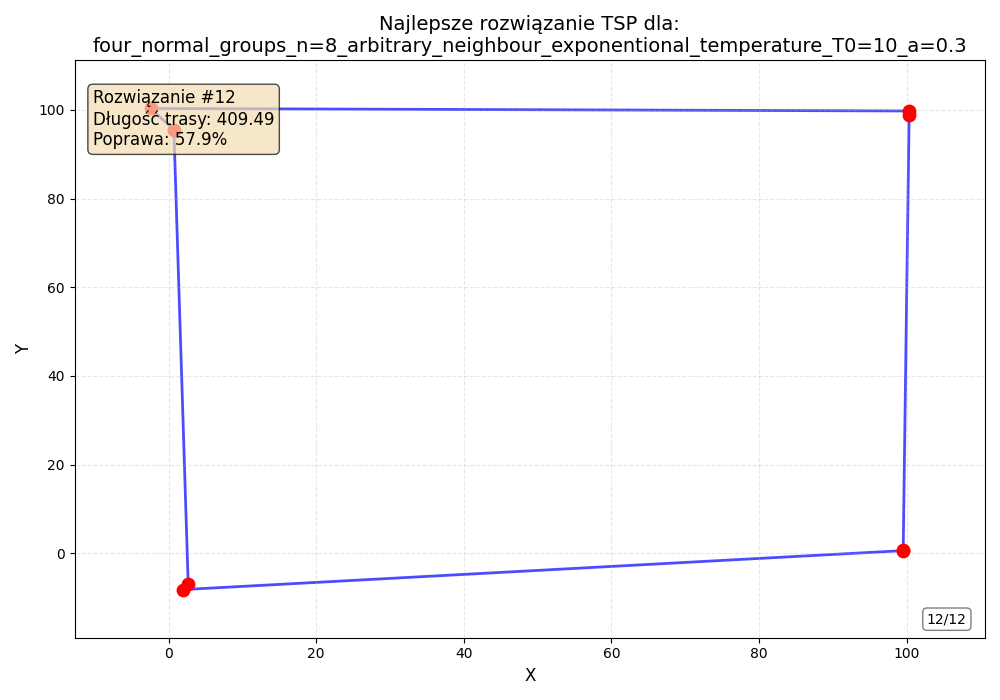 Najlepsze rozwiązanie TSP dla:
four_normal_groups_n=8_arbitrary_neighbour_exponentional_temperature_T0=10_a=0.3
Rozwiązanie #12
Długość trasy: 409.49
Poprawa: 57.9%
100
80
60
40
20
0
Y
12/12
0
20
40
60
80
100
X